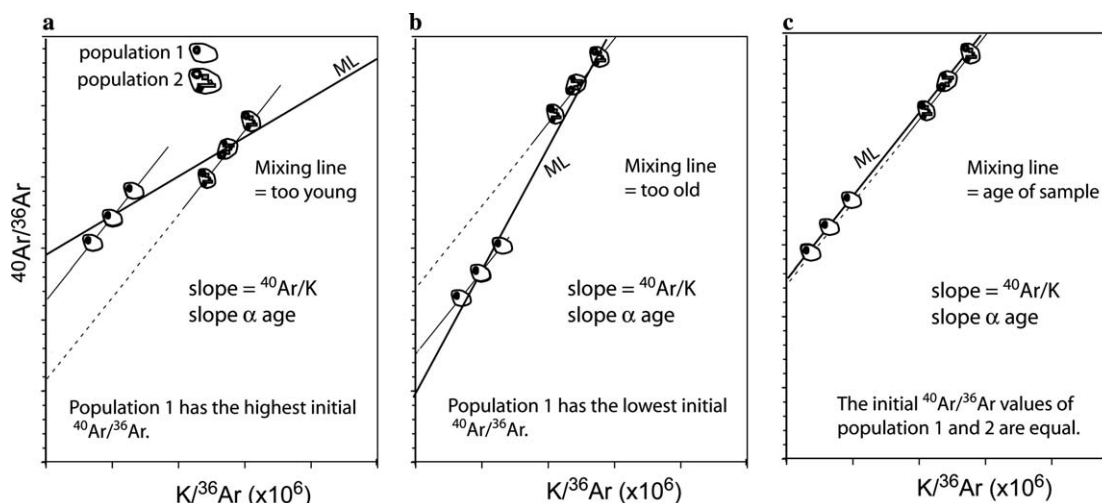 a
population 1
population 2
ML
Mixing line
= too young
slope = ⁴⁰Ar/K
slope α age
Population 1 has the highest initial
⁴⁰Ar/³⁶Ar.
⁴⁰Ar/³⁶Ar
K/³⁶Ar (x10⁶)
b
ML
Mixing line
= too old
slope = ⁴⁰Ar/K
slope α age
Population 1 has the lowest initial
⁴⁰Ar/³⁶Ar.
K/³⁶Ar (x10⁶)
c
ML
Mixing line
= age of sample
slope = ⁴⁰Ar/K
slope α age
The initial ⁴⁰Ar/³⁶Ar values of
population 1 and 2 are equal.
K/³⁶Ar (x10⁶)